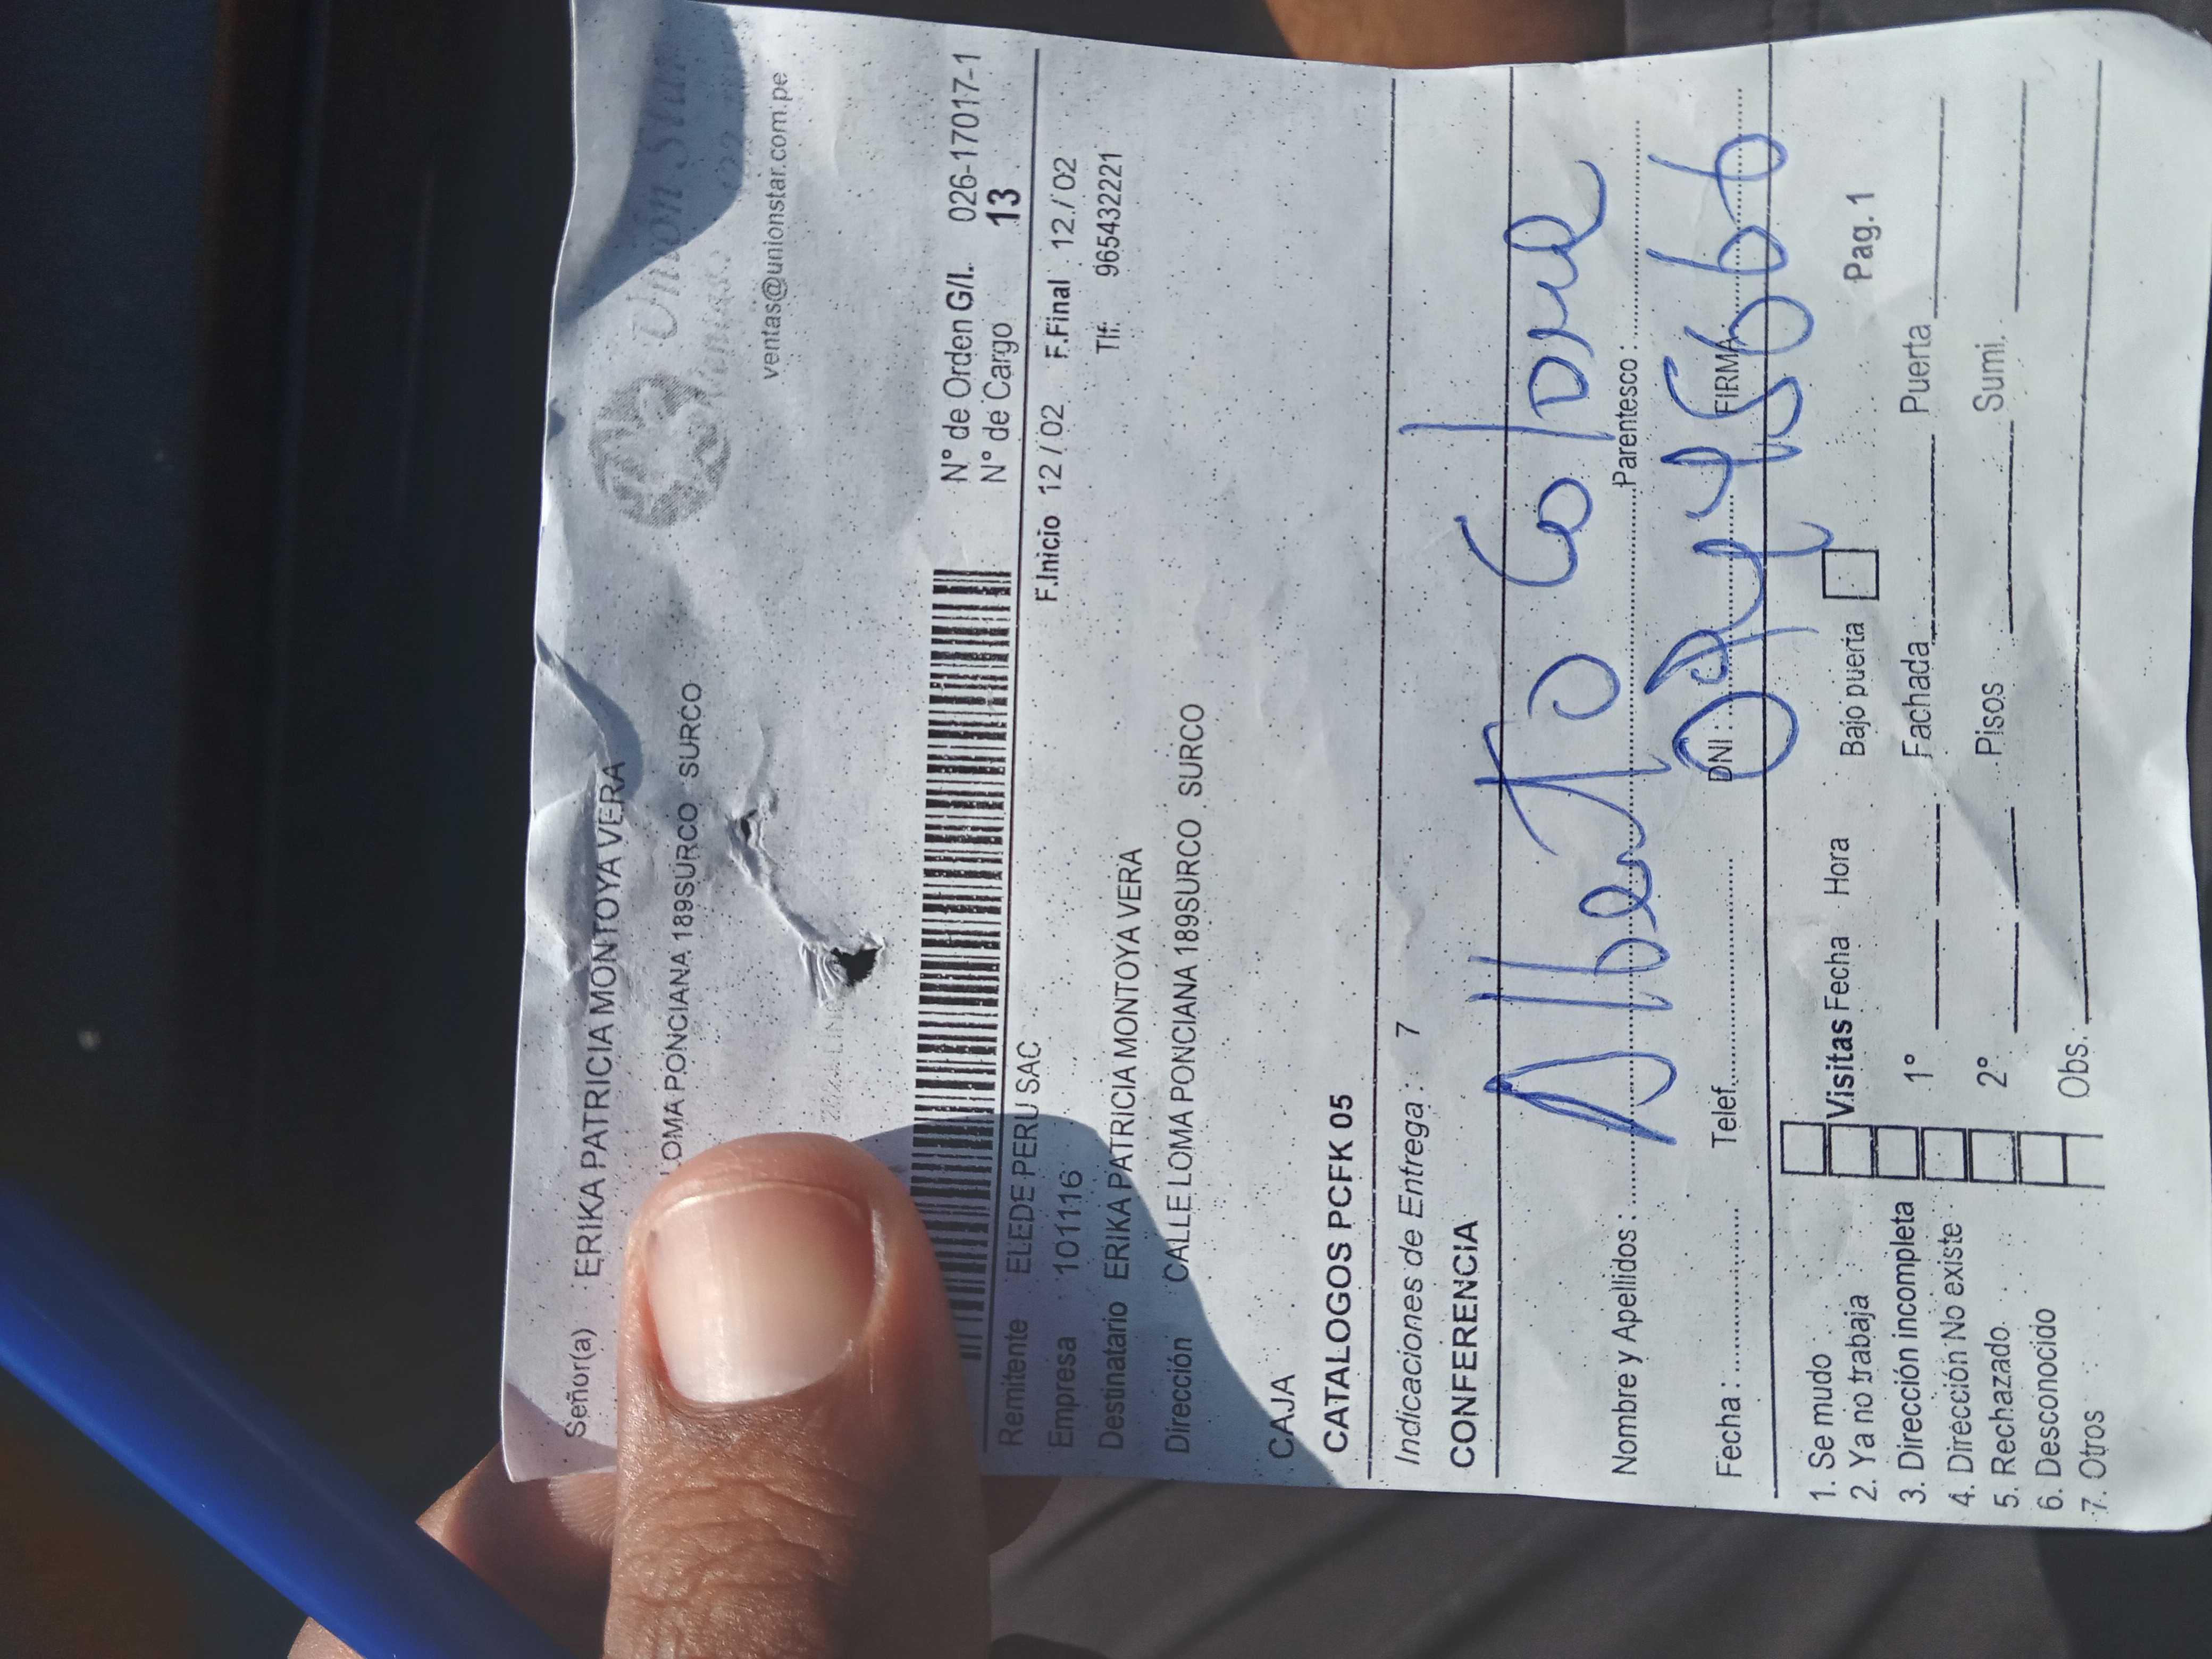 Señor(a) ERIKA PATRICIA MONTOYA VERA
LOMA PONCIANA 189SURCO SURCO
Union Star
ventas@unionstar.com.pe
N° de Orden G/I. 026-17017-1
N° de Cargo 13
Remitente ELEDE PERU SAC
F.Inicio 12 / 02 F.Final 12 / 02
Empresa 101116
Tlf: 965432221
Destinatario ERIKA PATRICIA MONTOYA VERA
Dirección CALLE LOMA PONCIANA 189SURCO SURCO
CAJA
CATALOGOS PCFK 05
Indicaciones de Entrega : 7
CONFERENCIA
Alberto
Nombre y Apellidos : Parentesco :
Fecha : Telef. DNI : FIRMA
1. Se mudo
2. Ya no trabaja Visitas Fecha Hora Bajo puerta Pag. 1
3. Dirección incompleta 1° Fachada Puerta
4. Dirección No existe
5. Rechazado 2° Pisos Sumi.
6. Desconocido
7. Otros Obs.